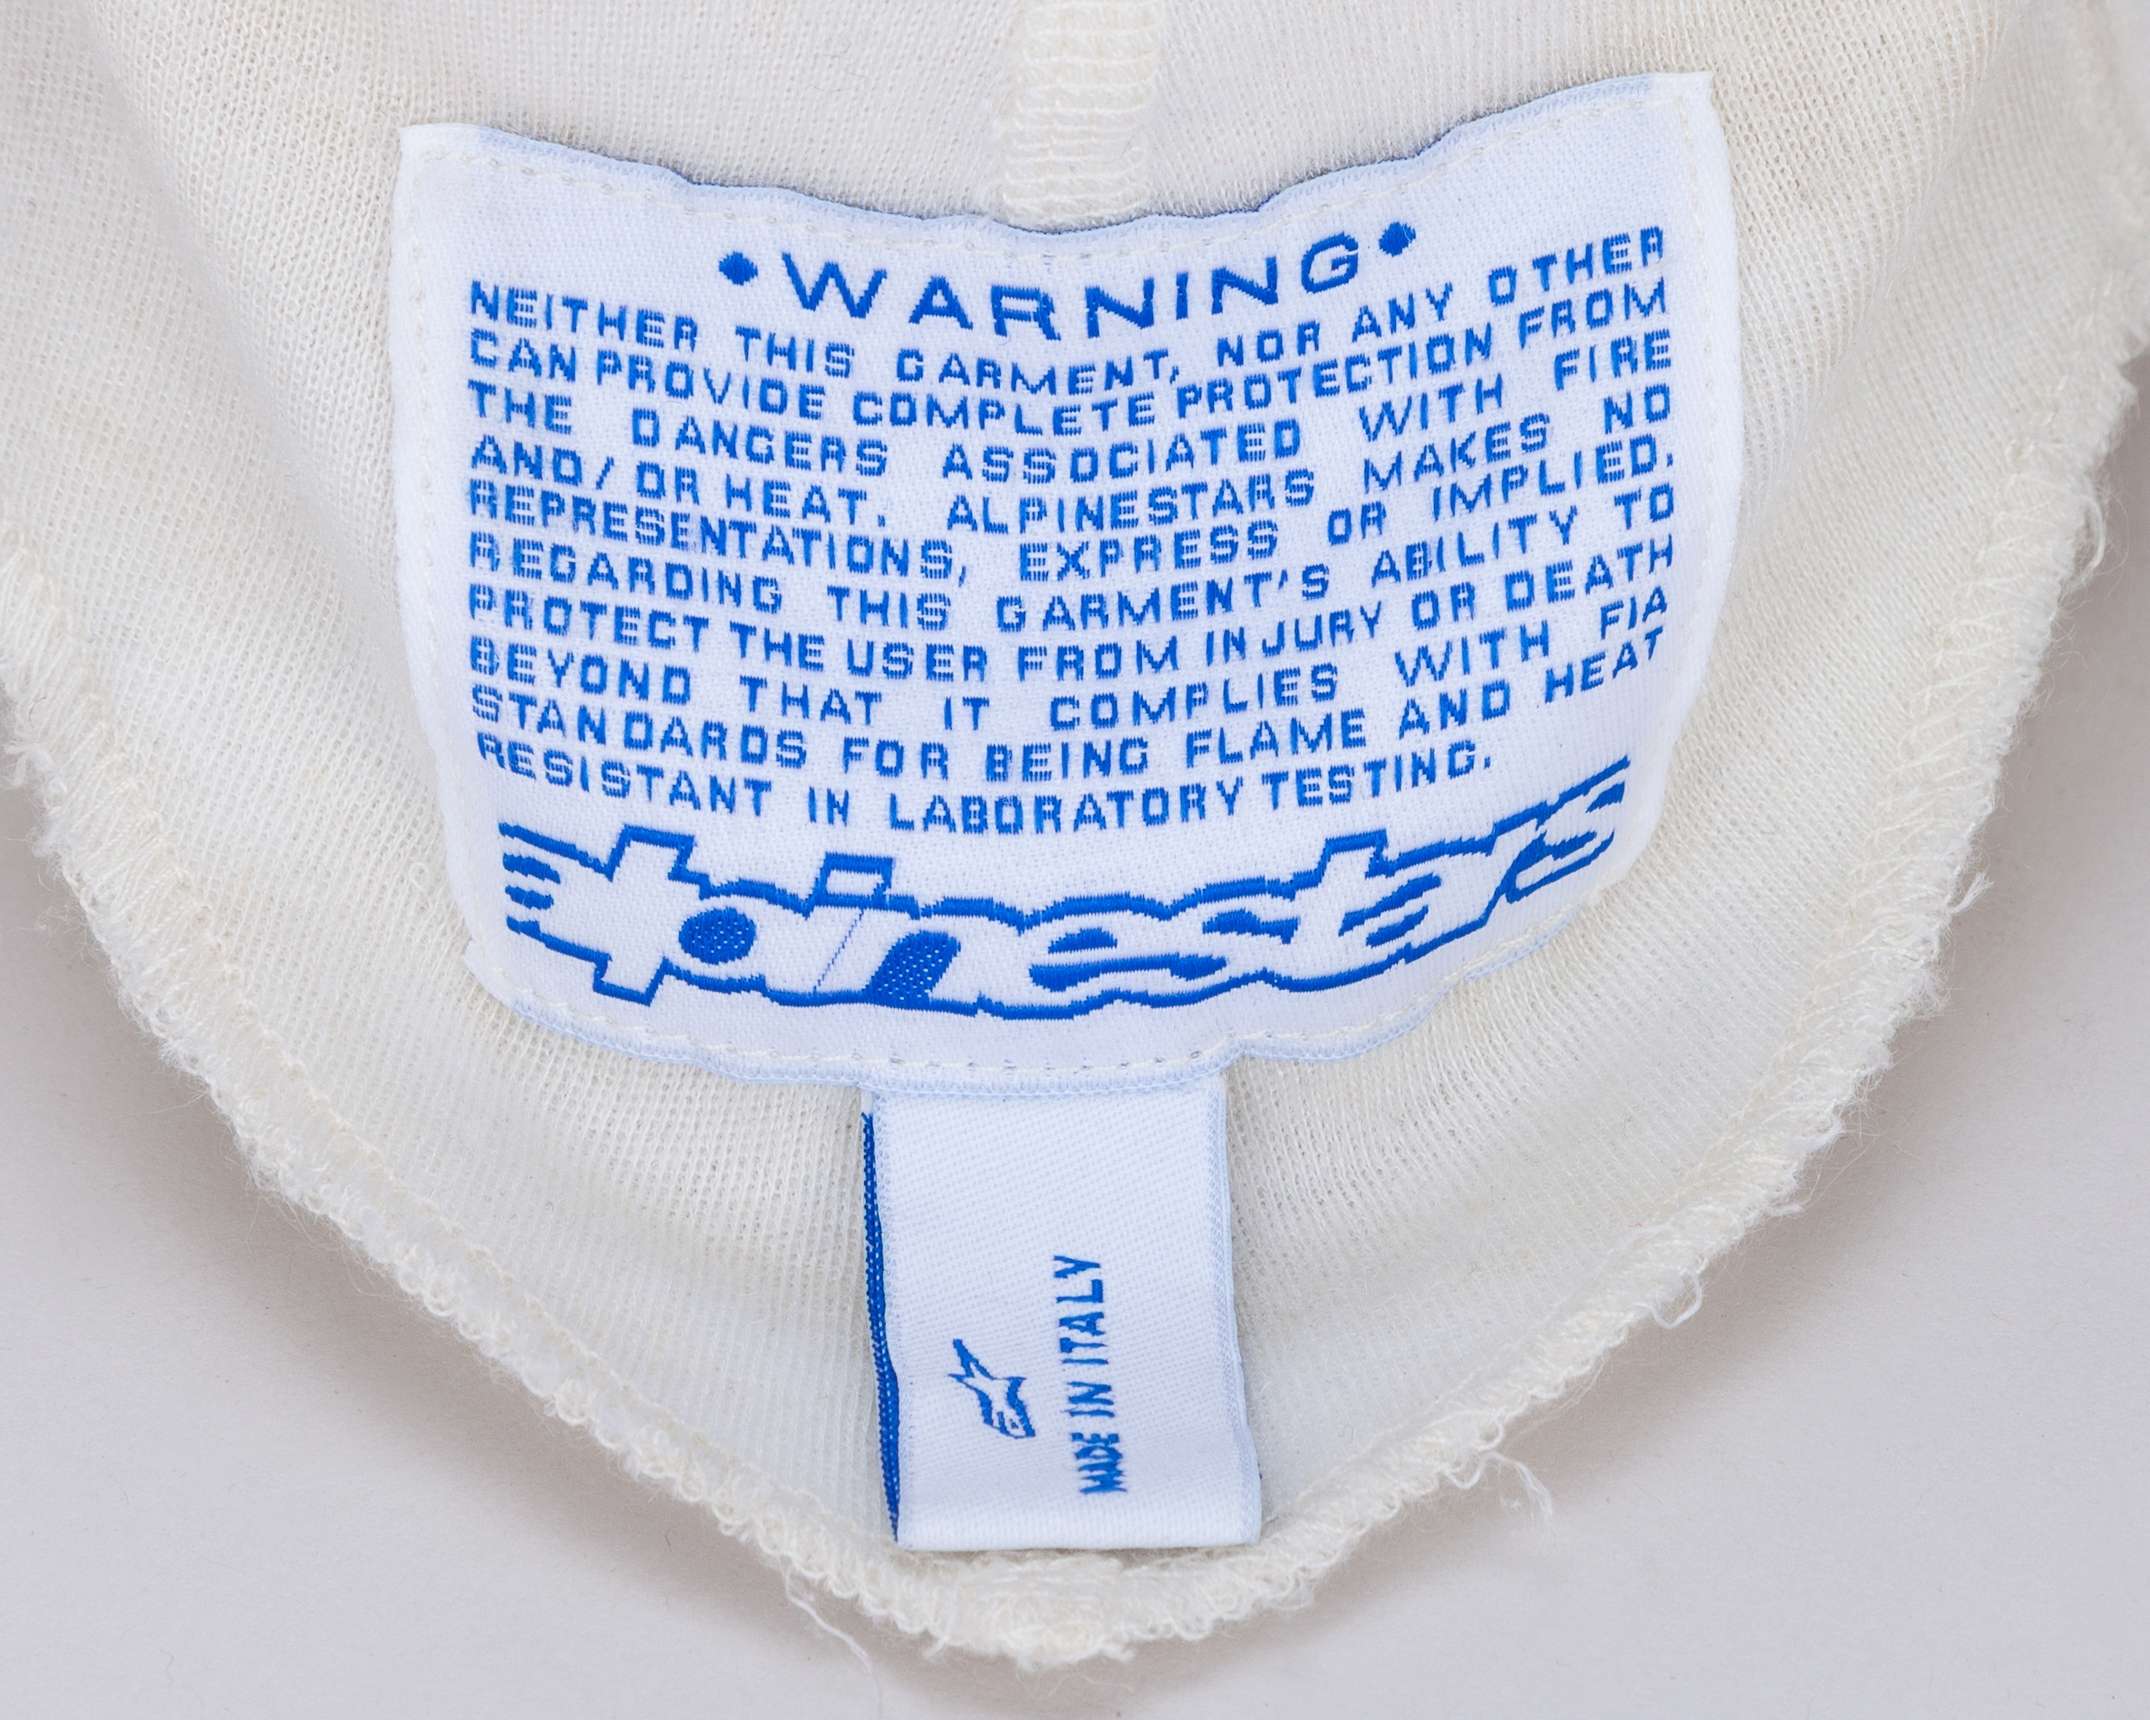 • WARNING •
NEITHER THIS GARMENT, NOR ANY OTHER
CAN PROVIDE COMPLETE PROTECTION FROM
THE DANGERS ASSOCIATED WITH FIRE
AND/OR HEAT. ALPINESTARS MAKES NO
REPRESENTATIONS, EXPRESS OR IMPLIED,
REGARDING THIS GARMENT'S ABILITY TO
PROTECT THE USER FROM INJURY OR DEATH
BEYOND THAT IT COMPLIES WITH FIA
STANDARDS FOR BEING FLAME AND HEAT
RESISTANT IN LABORATORY TESTING.
alpinestars
MADE IN ITALY